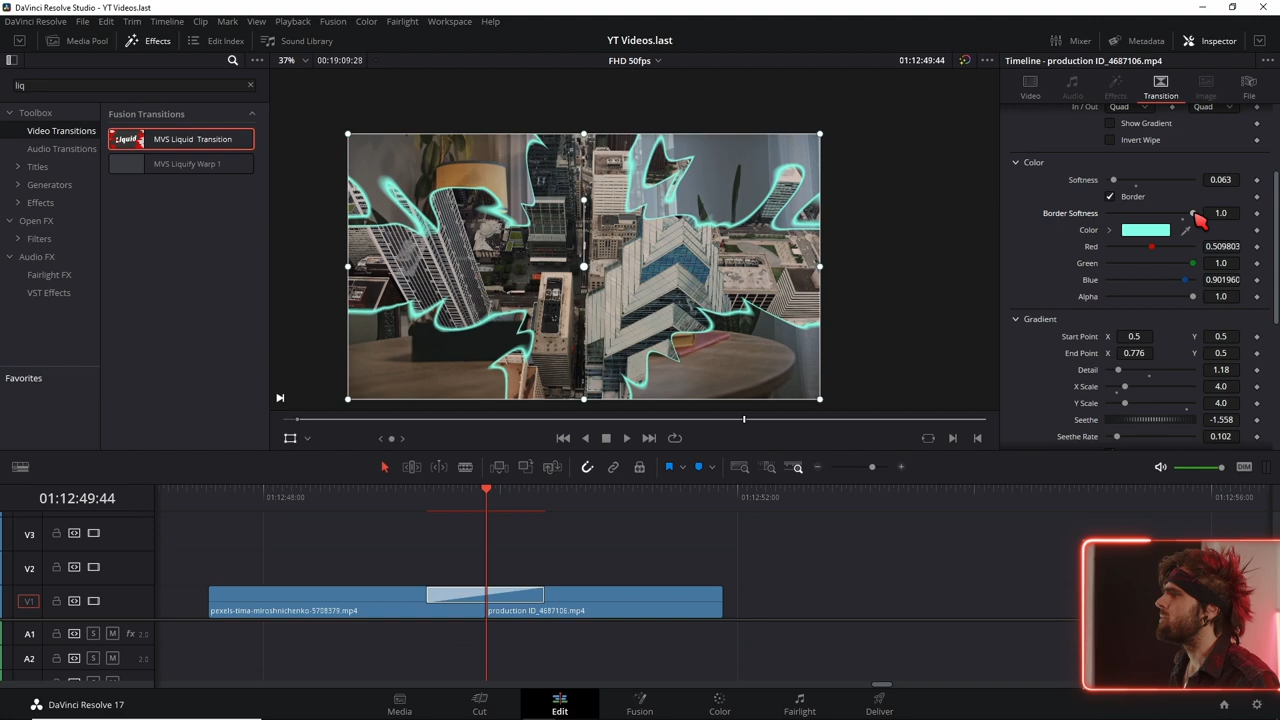 DaVinci Resolve Studio - YT Videos.last
DaVinci Resolve File Edit Trim Timeline Clip Mark View Playback Fusion Color Fairlight Workspace Help
Media Pool Effects Edit Index Sound Library YT Videos.last Mixer Metadata Inspector
37% 00:19:09:28 FHD 50fps 01:12:49:44 Timeline - production ID_4687106.mp4
liq
Video Audio Effects Transition Image File
Toolbox
Video Transitions
Audio Transitions
Titles
Generators
Effects
Open FX
Filters
Audio FX
Fairlight FX
VST Effects
Favorites
Fusion Transitions
Liquid MVS Liquid Transition
MVS Liquify Warp 1
In / Out Quad Quad
Show Gradient
Invert Wipe
Color
Softness 0.063
Border
Border Softness 1.0
Color
Red 0.509803
Green 1.0
Blue 0.901960
Alpha 1.0
Gradient
Start Point X 0.5 Y 0.5
End Point X 0.776 Y 0.5
Detail 1.18
X Scale 4.0
Y Scale 4.0
Seethe -1.558
Seethe Rate 0.102
DIM
01:12:49:44
01:12:48:00 01:12:52:00 01:12:56:00
V3
V2
V1
pexels-tima-miroshnichenko-5708379.mp4 production ID_4687106.mp4
A1 S M fx 2.0
A2 S M 2.0
DaVinci Resolve 17
Media Cut Edit Fusion Color Fairlight Deliver